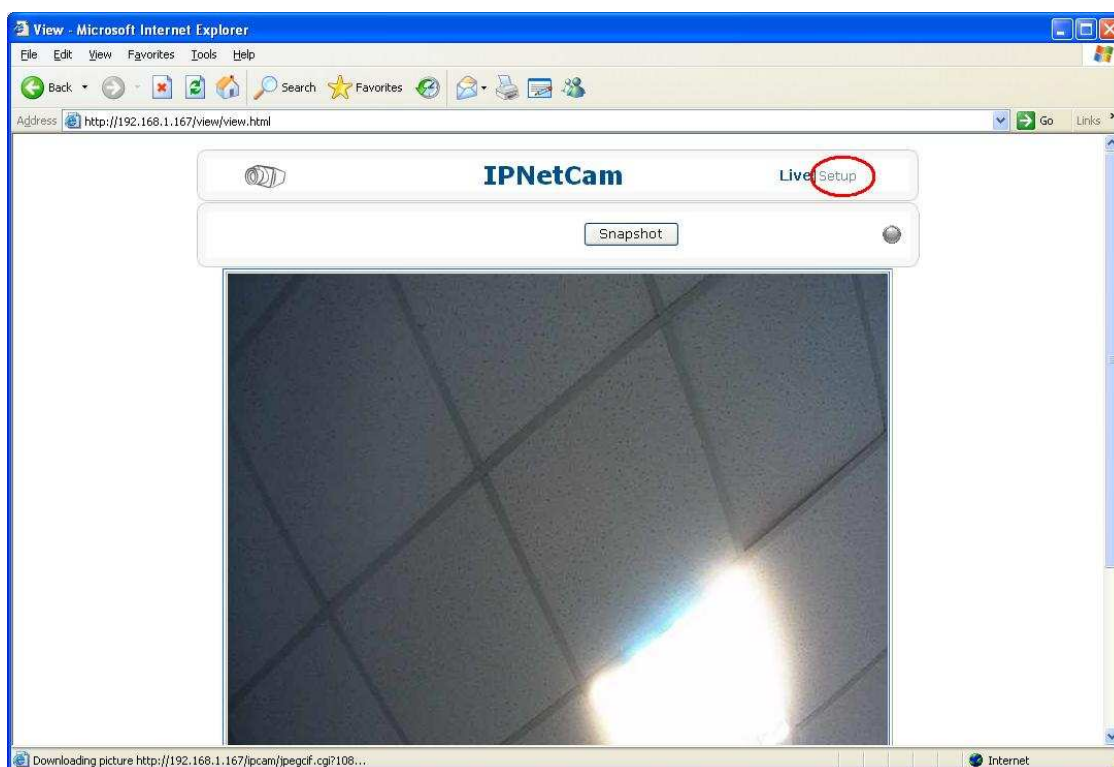 View - Microsoft Internet Explorer
File Edit View Favorites Tools Help
Back Search Favorites
Address http://192.168.1.167/view/view.html Go Links
IPNetCam Live Setup
Snapshot
Downloading picture http://192.168.1.167/ipcam/jpegcif.cgi?108... Internet